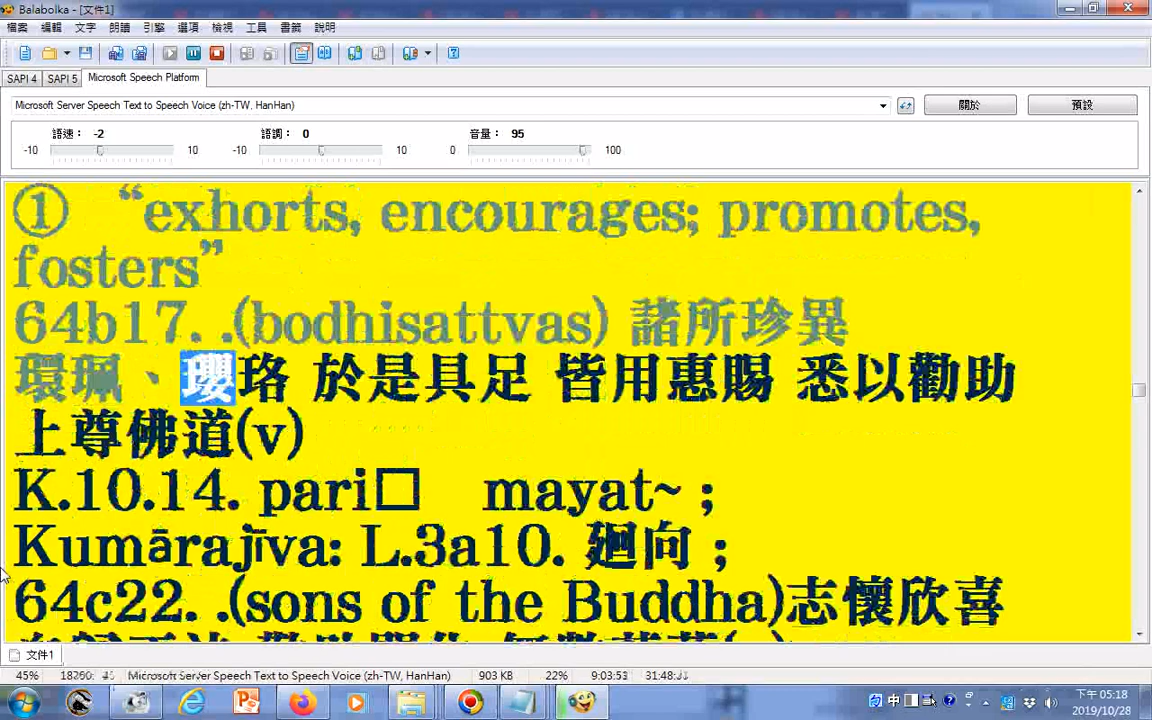 Balabolka - [文件1]
檔案 編輯 文字 朗讀 引擎 選項 檢視 工具 書籤 說明
SAPI 4 SAPI 5 Microsoft Speech Platform
Microsoft Server Speech Text to Speech Voice (zh-TW, HanHan)
關於 預設
語速： -2 語調： 0 音量： 95
-10 10 -10 10 0 100
① “exhorts, encourages; promotes,
fosters”
64b17. .(bodhisattvas) 諸所珍異
環珮、瓔珞 於是具足 皆用惠賜 悉以勸助
上尊佛道(v)
K.10.14. pari□ mayat~ ;
Kumārajīva: L.3a10. 廻向 ;
64c22. .(sons of the Buddha)志懷欣喜
文件1
45% Microsoft Server Speech Text to Speech Voice (zh-TW, HanHan) 903 KB 22% 9:03:53
中
下午 05:18
2019/10/28